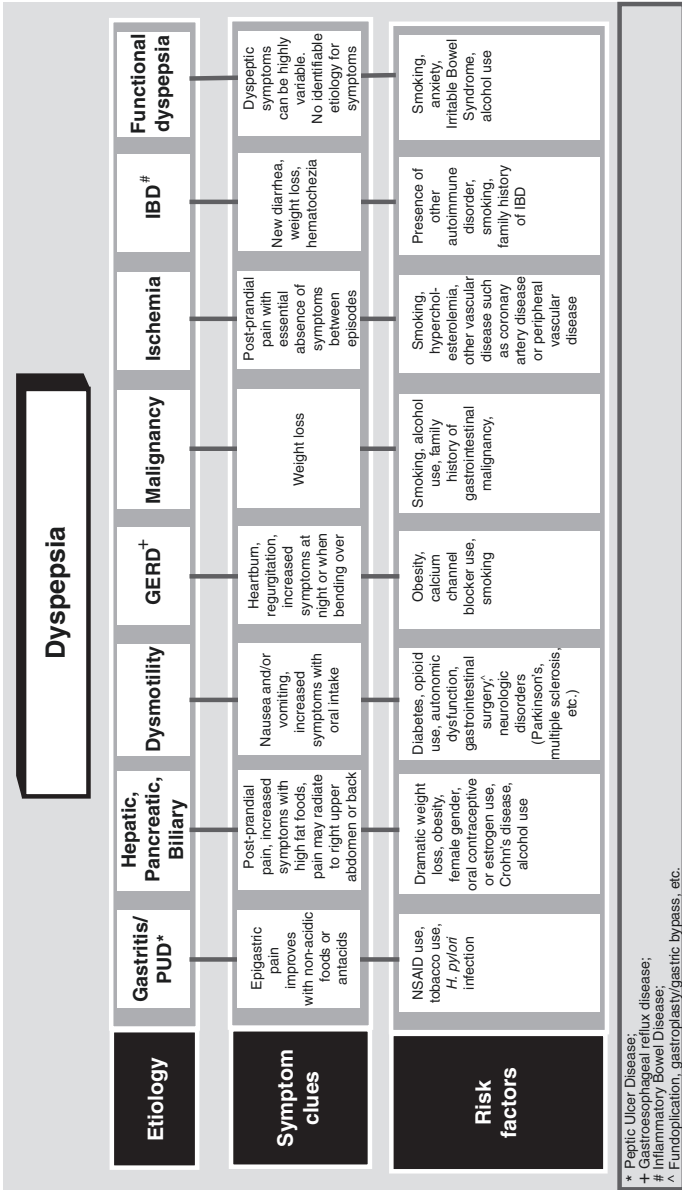 Dyspepsia
Etiology
Gastritis/
PUD*
Hepatic,
Pancreatic,
Biliary
Dysmotility
GERD+
Malignancy
Ischemia
IBD#
Functional
dyspepsia
Symptom
clues
Epigastric
pain
improves
with non-acidic
foods or
antacids
Post-prandial
pain, increased
symptoms with
high fat foods,
pain may radiate
to right upper
abdomen or back
Nausea and/or
vomiting,
increased
symptoms with
oral intake
Heartburn,
regurgitation,
increased
symptoms at
night or when
bending over
Weight loss
Post-prandial
pain with
essential
absence of
symptoms
between
episodes
New diarrhea,
weight loss,
hematochezia
Dyspeptic
symptoms
can be highly
variable.
No identifiable
etiology for
symptoms
Risk
factors
NSAID use,
tobacco use,
H. pylori
infection
Dramatic weight
loss, obesity,
female gender,
oral contraceptive
or estrogen use,
Crohn's disease,
alcohol use
Diabetes, opioid
use, autonomic
dysfunction,
gastrointestinal
surgery,^
neurologic
disorders
(Parkinson's,
multiple sclerosis,
etc.)
Obesity,
calcium
channel
blocker use,
smoking
Smoking, alcohol
use, family
history of
gastrointestinal
malignancy,
Smoking,
hyperchol-
esterolemia,
other vascular
disease such
as coronary
artery disease
or peripheral
vascular
disease
Presence of
other
autoimmune
disorder,
smoking,
family history
of IBD
Smoking,
anxiety,
Irritable Bowel
Syndrome,
alcohol use
* Peptic Ulcer Disease;
+ Gastroesophageal reflux disease;
# Inflammatory Bowel Disease;
^ Fundoplication, gastroplasty/gastric bypass, etc.